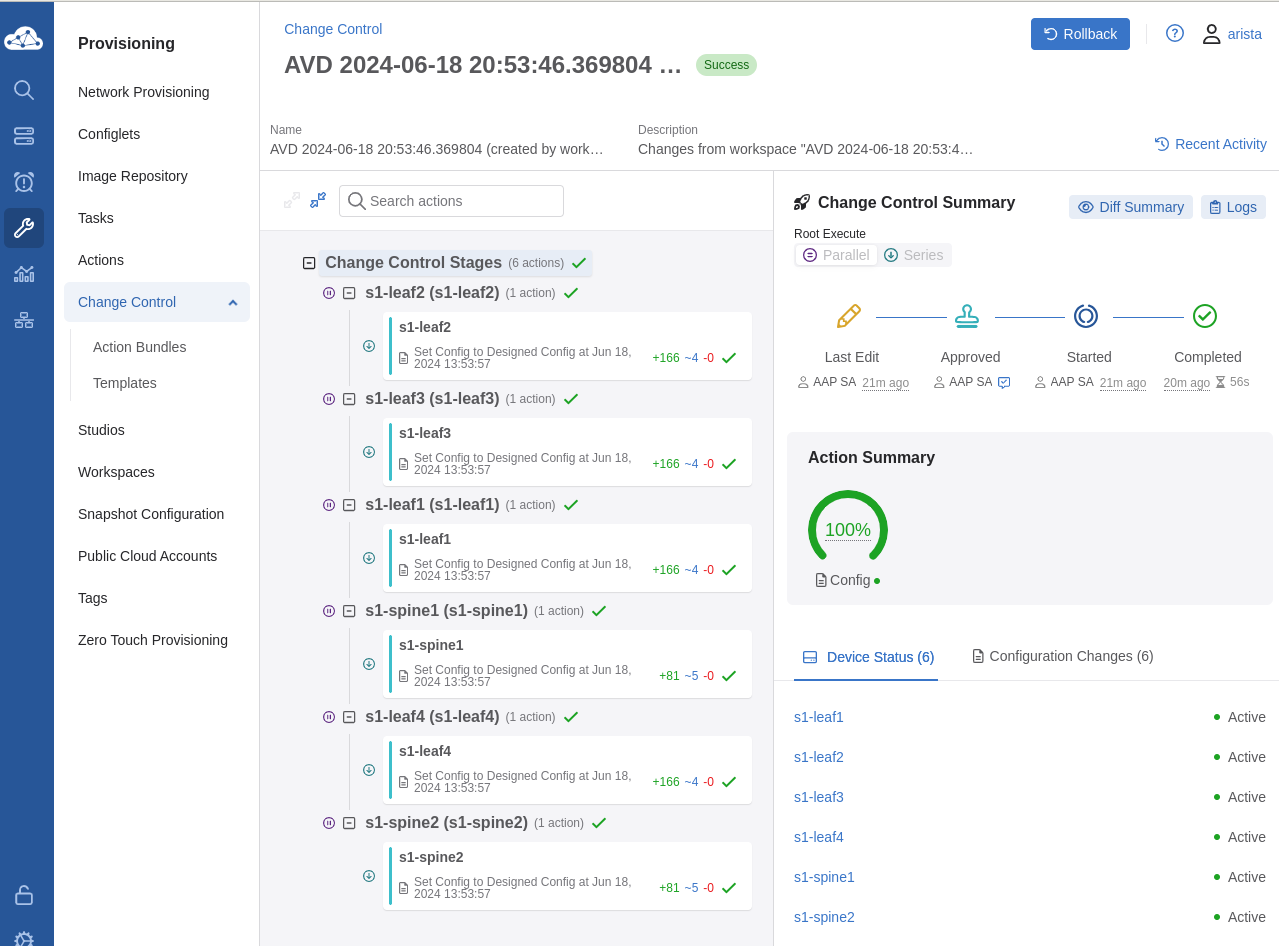 Provisioning
Network Provisioning
Configlets
Image Repository
Tasks
Actions
Change Control
Action Bundles
Templates
Studios
Workspaces
Snapshot Configuration
Public Cloud Accounts
Tags
Zero Touch Provisioning
Change Control
AVD 2024-06-18 20:53:46.369804 … Success
Rollback
arista
Name
AVD 2024-06-18 20:53:46.369804 (created by work…
Description
Changes from workspace "AVD 2024-06-18 20:53:4…
Recent Activity
Search actions
Change Control Stages (6 actions)
s1-leaf2 (s1-leaf2) (1 action)
s1-leaf2
Set Config to Designed Config at Jun 18,
2024 13:53:57
+166 ~4 -0
s1-leaf3 (s1-leaf3) (1 action)
s1-leaf3
Set Config to Designed Config at Jun 18,
2024 13:53:57
+166 ~4 -0
s1-leaf1 (s1-leaf1) (1 action)
s1-leaf1
Set Config to Designed Config at Jun 18,
2024 13:53:57
+166 ~4 -0
s1-spine1 (s1-spine1) (1 action)
s1-spine1
Set Config to Designed Config at Jun 18,
2024 13:53:57
+81 ~5 -0
s1-leaf4 (s1-leaf4) (1 action)
s1-leaf4
Set Config to Designed Config at Jun 18,
2024 13:53:57
+166 ~4 -0
s1-spine2 (s1-spine2) (1 action)
s1-spine2
Set Config to Designed Config at Jun 18,
2024 13:53:57
+81 ~5 -0
Change Control Summary
Diff Summary
Logs
Root Execute
Parallel Series
Last Edit Approved Started Completed
AAP SA 21m ago AAP SA AAP SA 21m ago 20m ago 56s
Action Summary
100%
Config
Device Status (6) Configuration Changes (6)
s1-leaf1 Active
s1-leaf2 Active
s1-leaf3 Active
s1-leaf4 Active
s1-spine1 Active
s1-spine2 Active